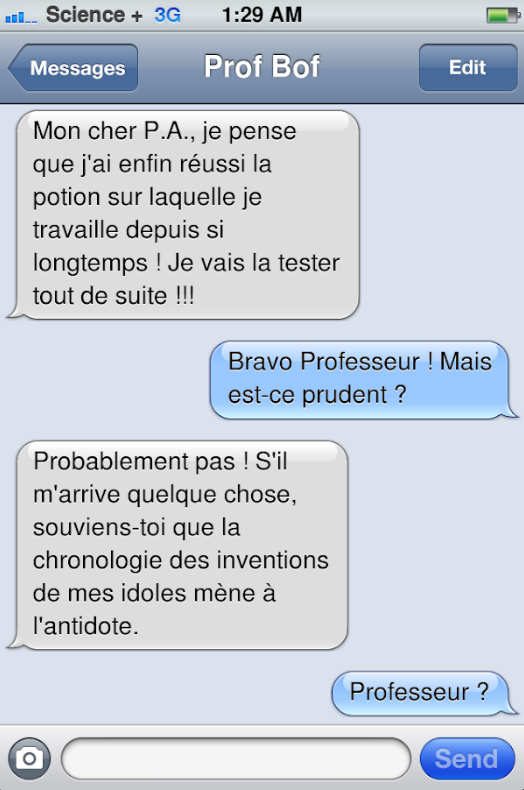 Science + 3G 1:29 AM
Messages Prof Bof Edit
Mon cher P.A., je pense
que j'ai enfin réussi la
potion sur laquelle je
travaille depuis si
longtemps ! Je vais la tester
tout de suite !!!
Bravo Professeur ! Mais
est-ce prudent ?
Probablement pas ! S'il
m'arrive quelque chose,
souviens-toi que la
chronologie des inventions
de mes idoles mène à
l'antidote.
Professeur ?
Send